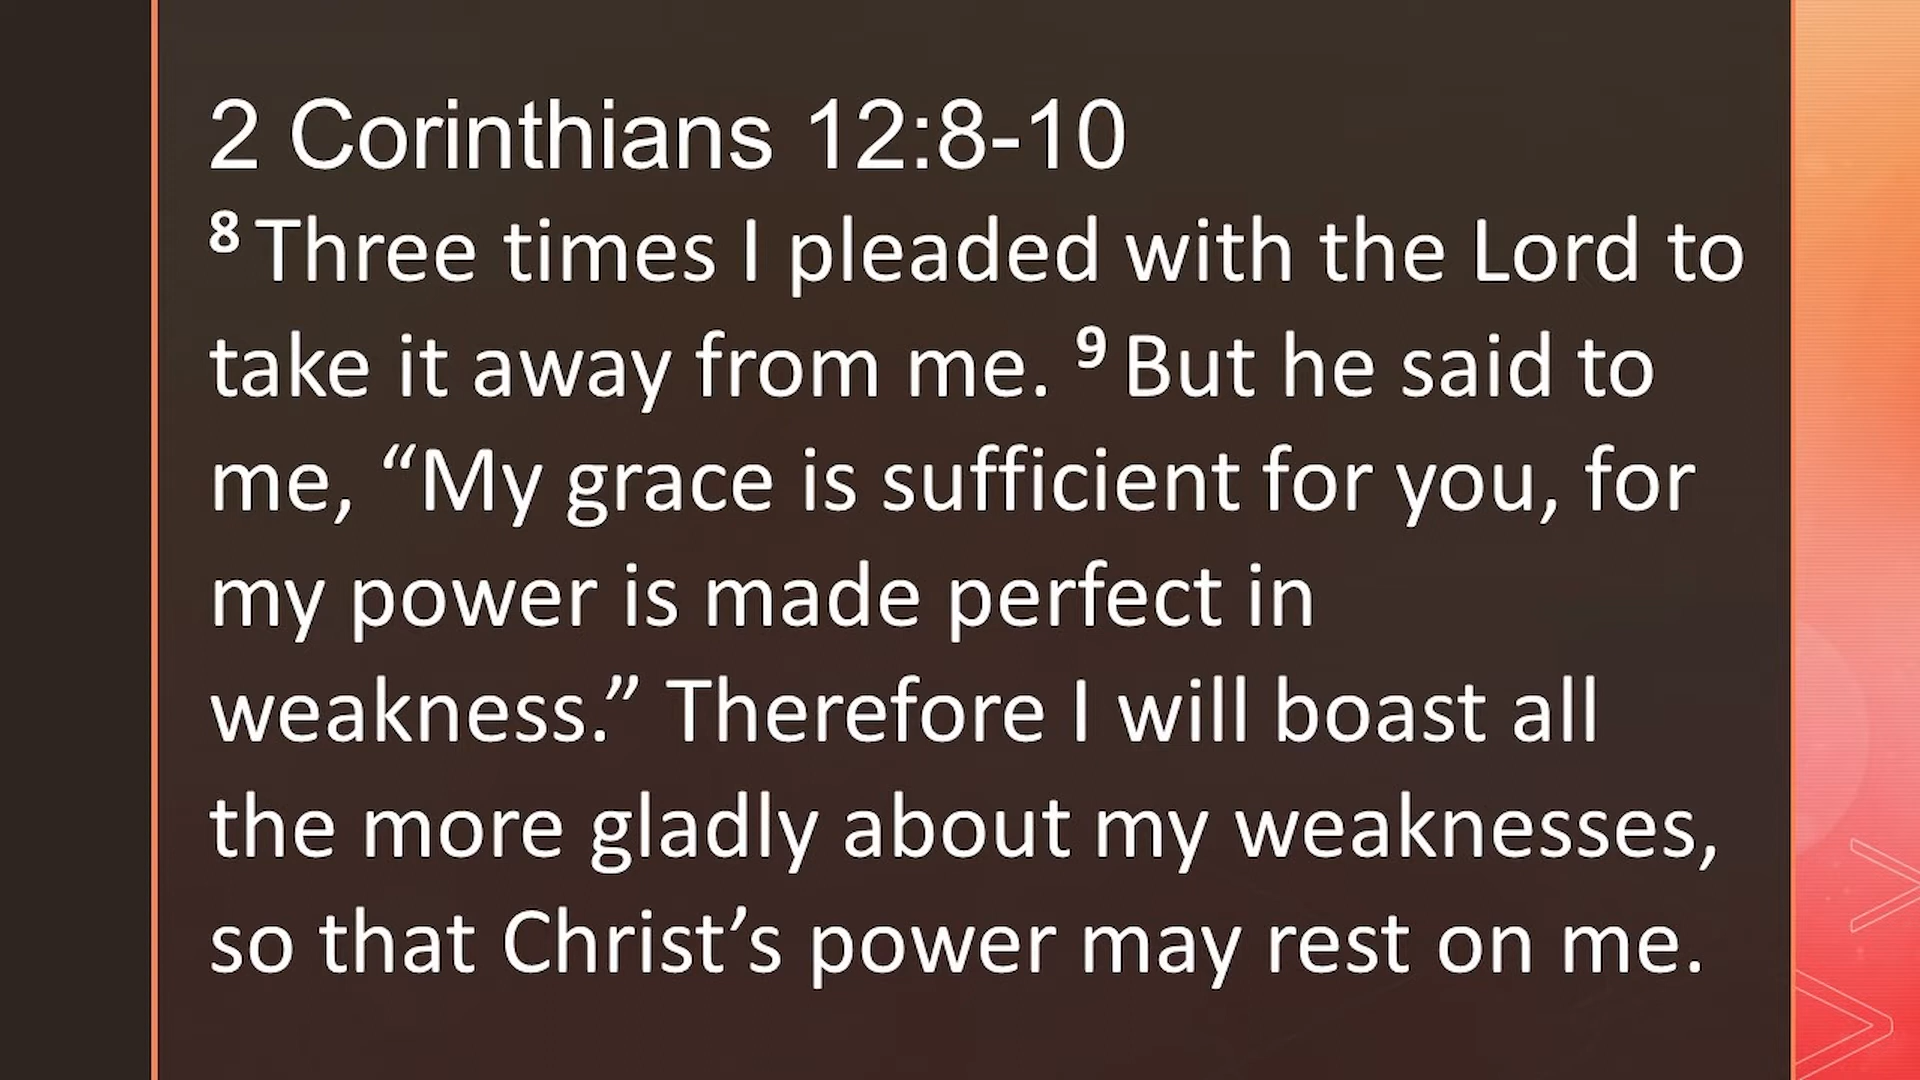 2 Corinthians 12:8-10
8 Three times I pleaded with the Lord to
take it away from me. 9 But he said to
me, “My grace is sufficient for you, for
my power is made perfect in
weakness.” Therefore I will boast all
the more gladly about my weaknesses,
so that Christ’s power may rest on me.